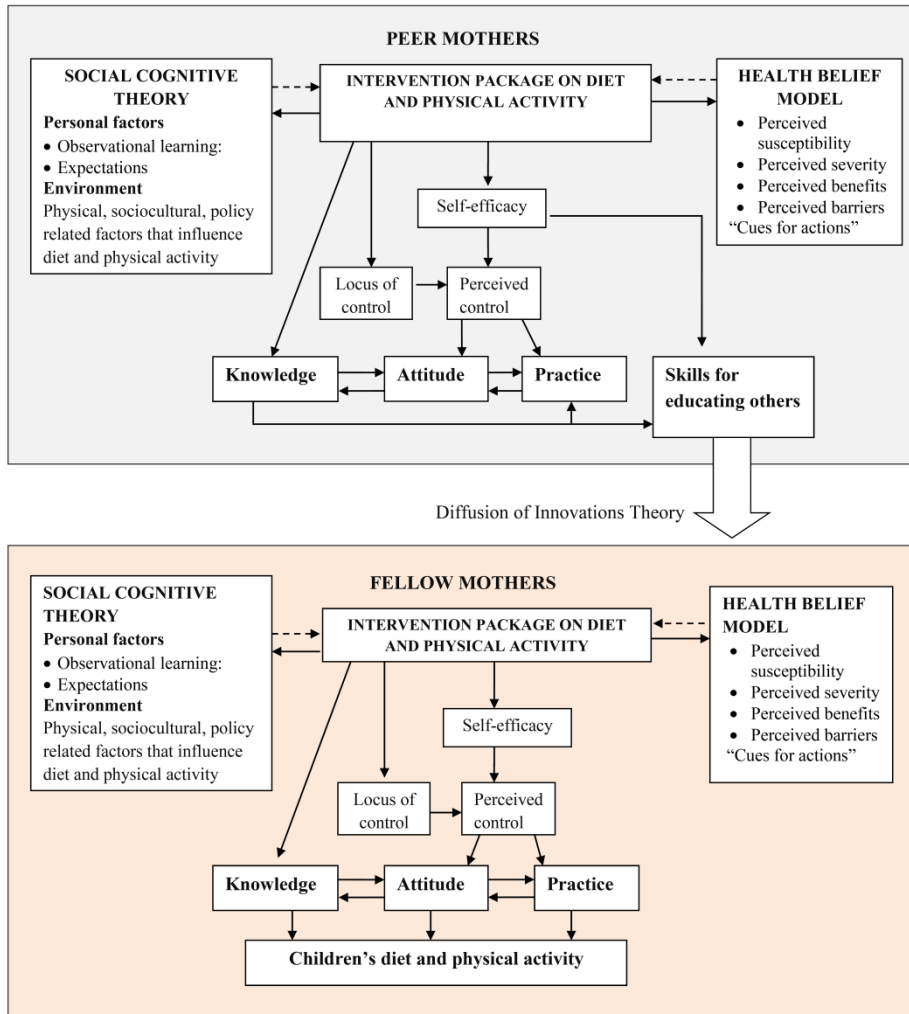 PEER MOTHERS
SOCIAL COGNITIVE
THEORY
Personal factors
• Observational learning:
• Expectations
Environment
Physical, sociocultural, policy
related factors that influence
diet and physical activity
INTERVENTION PACKAGE ON DIET
AND PHYSICAL ACTIVITY
HEALTH BELIEF
MODEL
• Perceived
susceptibility
• Perceived severity
• Perceived benefits
• Perceived barriers
“Cues for actions”
Self-efficacy
Locus of
control
Perceived
control
Knowledge
Attitude
Practice
Skills for
educating others
Diffusion of Innovations Theory
FELLOW MOTHERS
SOCIAL COGNITIVE
THEORY
Personal factors
• Observational learning:
• Expectations
Environment
Physical, sociocultural, policy
related factors that influence
diet and physical activity
INTERVENTION PACKAGE ON DIET
AND PHYSICAL ACTIVITY
HEALTH BELIEF
MODEL
• Perceived
susceptibility
• Perceived severity
• Perceived benefits
• Perceived barriers
“Cues for actions”
Self-efficacy
Locus of
control
Perceived
control
Knowledge
Attitude
Practice
Children’s diet and physical activity